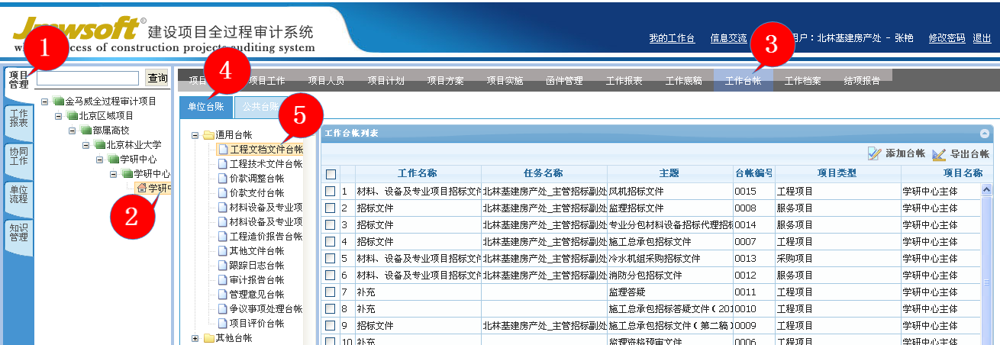 Jmwsoft® 建设项目全过程审计系统
cess of construction projects auditing system
我的工作台 信息交流 用户：北林基建房产处 - 张艳 修改密码 退出
1 2 3 4 5
项目管理
工作报表
协同工作
单位流程
知识管理
查询
金马威全过程审计项目
北京区域项目
部属高校
北京林业大学
学研中心
学研中心
学研中
项目 项目工作 项目人员 项目计划 项目方案 项目实施 函件管理 工作报表 工作底稿 工作台帐 工作档案 结项报告
单位台账 公共台账
通用台帐
工程文档文件台帐
工程技术文件台帐
价款调整台帐
价款支付台帐
材料设备及专业项
材料设备及专业项
工程造价报告台帐
其他文件台帐
跟踪日志台帐
审计报告台帐
管理意见台帐
争议事项处理台帐
项目评价台帐
其他台帐
工作台帐列表
添加台帐 导出台帐
工作名称 任务名称 主题 台帐编号 项目类型 项目名称
1 材料、设备及专业项目招标文件 北林基建房产处_主管招标副处 风机招标文件 0015 工程项目 学研中心主体
2 招标文件 北林基建房产处_主管招标副处 监理招标文件 0008 服务项目 学研中心主体
3 招标文件 北林基建房产处_主管招标副处 专业分包材料设备招标代理招标 0014 服务项目 学研中心主体
4 招标文件 北林基建房产处_主管招标副处 施工总承包招标文件 0007 工程项目 学研中心主体
5 材料、设备及专业项目招标文件 北林基建房产处_主管招标副处 冷水机组采购招标文件 0013 采购项目 学研中心主体
6 材料、设备及专业项目招标文件 北林基建房产处_主管招标副处 消防分包招标文件 0012 服务项目 学研中心主体
7 补充 监理答疑 0011 工程项目 学研中心主体
8 补充 施工总承包招标答疑文件（201 0010 工程项目 学研中心主体
9 招标文件 北林基建房产处_主管招标副处 施工总承包招标文件（第二稿） 0009 工程项目 学研中心主体
10 补充 监理资格预审文件 0006 工程项目 学研中心主体